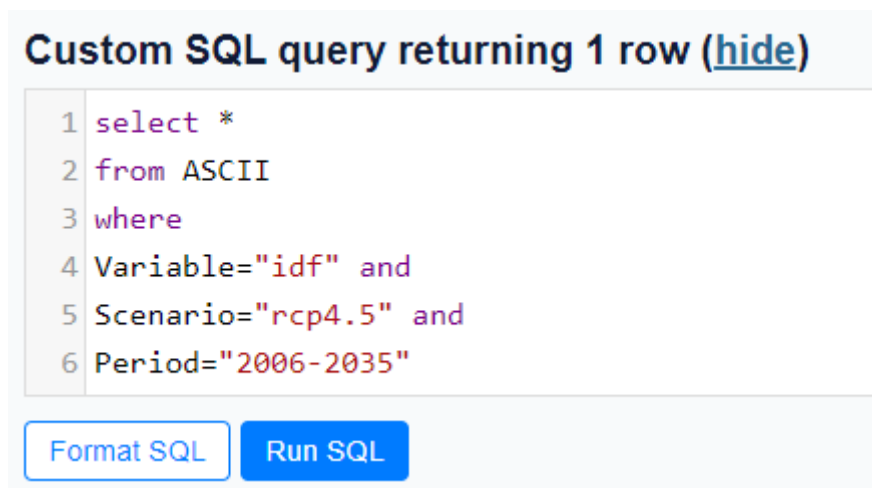 Custom SQL query returning 1 row (hide)
1 select *
2 from ASCII
3 where
4 Variable="idf" and
5 Scenario="rcp4.5" and
6 Period="2006-2035"
Format SQL Run SQL